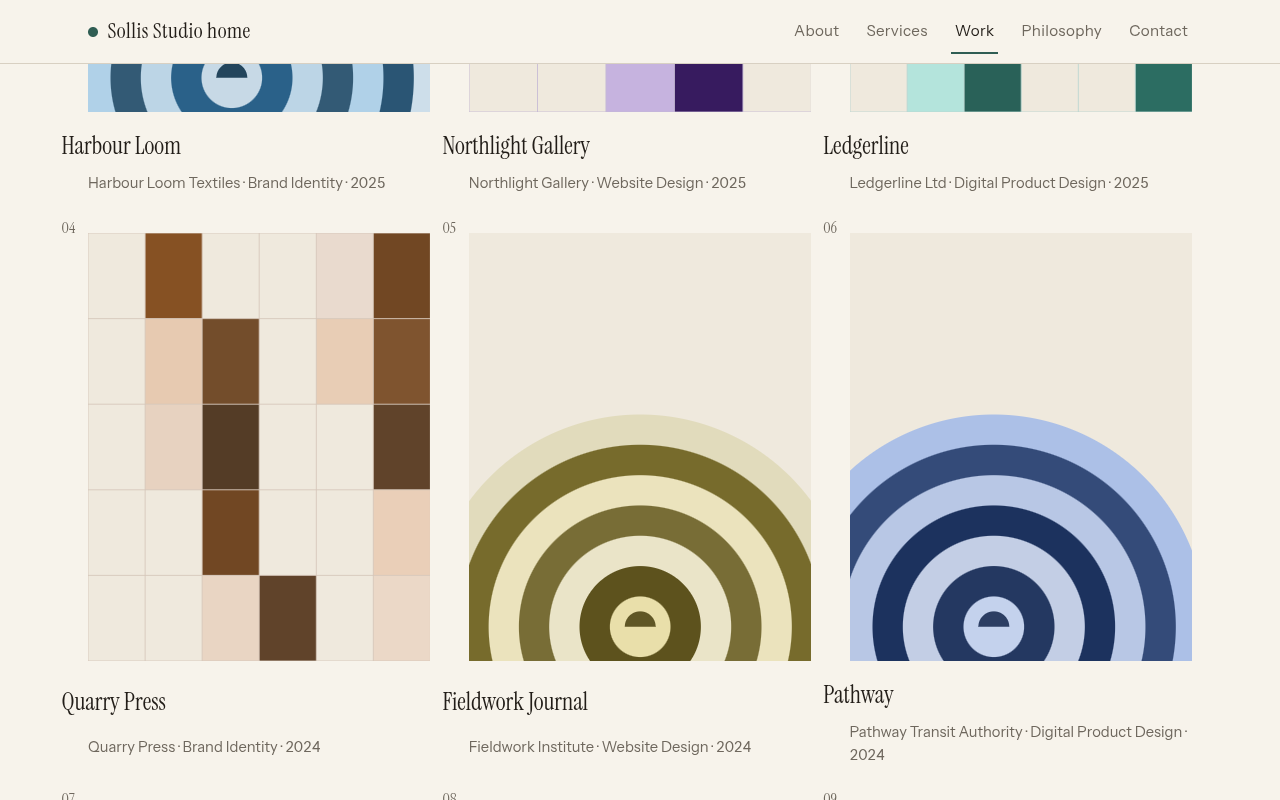 Sollis Studio home
About Services Work Philosophy Contact
Harbour Loom
Harbour Loom Textiles · Brand Identity · 2025
Northlight Gallery
Northlight Gallery · Website Design · 2025
Ledgerline
Ledgerline Ltd · Digital Product Design · 2025
04
Quarry Press
Quarry Press · Brand Identity · 2024
05
Fieldwork Journal
Fieldwork Institute · Website Design · 2024
06
Pathway
Pathway Transit Authority · Digital Product Design ·
2024
07
08
09